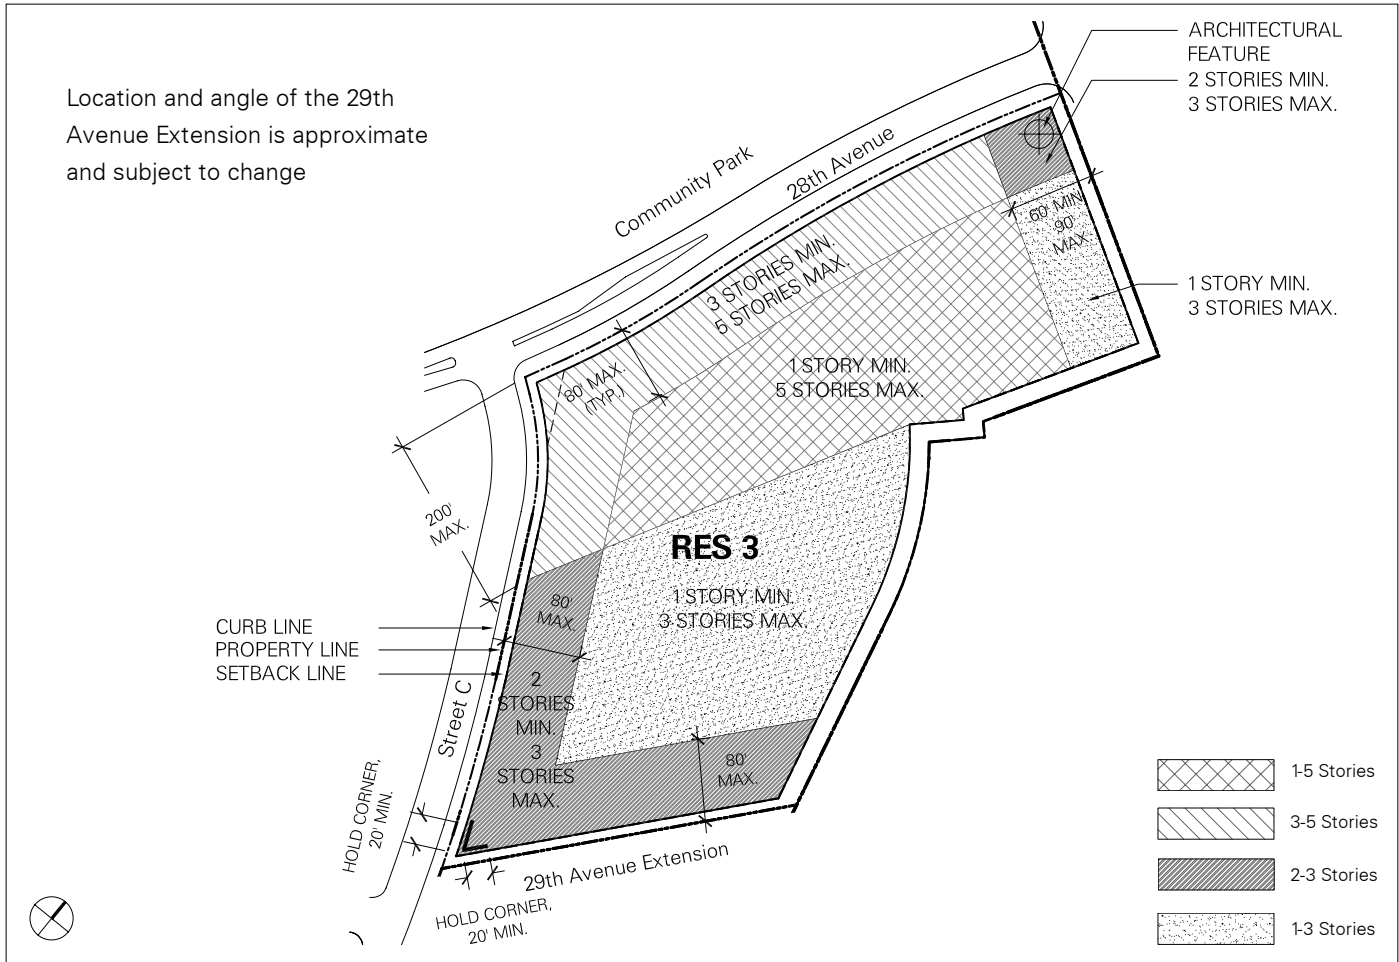 Location and angle of the 29th
Avenue Extension is approximate
and subject to change
ARCHITECTURAL
FEATURE
2 STORIES MIN.
3 STORIES MAX.
Community Park
28th Avenue
60' MIN.
90'
MAX.
3 STORIES MIN.
5 STORIES MAX.
1 STORY MIN.
3 STORIES MAX.
80' MAX.
(TYP.)
1 STORY MIN.
5 STORIES MAX.
200'
MAX.
RES 3
1 STORY MIN.
3 STORIES MAX.
80'
MAX.
CURB LINE
PROPERTY LINE
SETBACK LINE
Street C
2
STORIES
MIN.
3
STORIES
MAX.
80'
MAX.
HOLD CORNER,
20' MIN.
29th Avenue Extension
HOLD CORNER,
20' MIN.
1-5 Stories
3-5 Stories
2-3 Stories
1-3 Stories